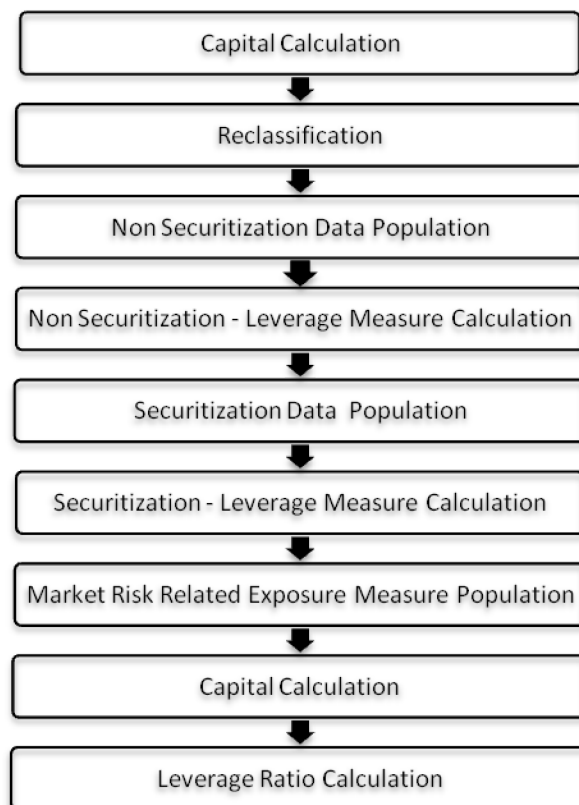 Capital Calculation
Reclassification
Non Securitization Data Population
Non Securitization - Leverage Measure Calculation
Securitization Data Population
Securitization - Leverage Measure Calculation
Market Risk Related Exposure Measure Population
Capital Calculation
Leverage Ratio Calculation